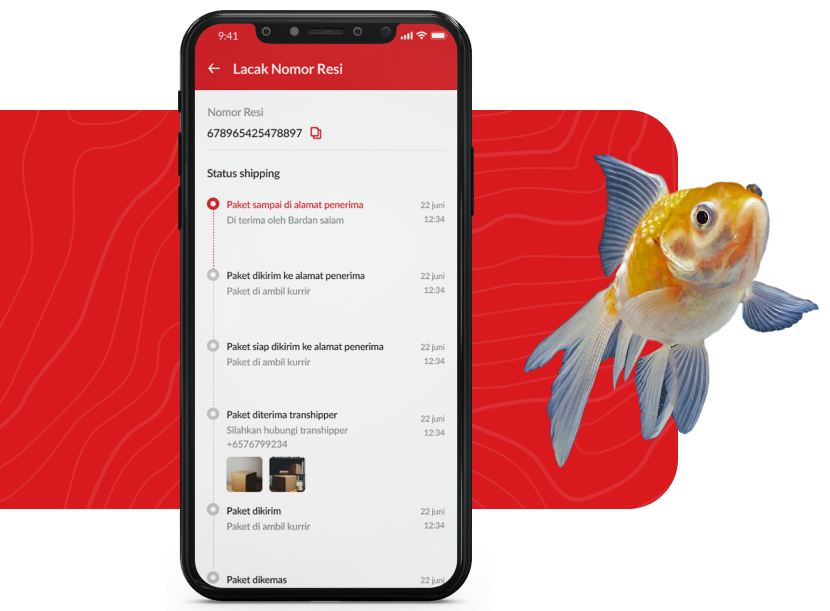 9:41
Lacak Nomor Resi
Nomor Resi
678965425478897
Status shipping
Paket sampai di alamat penerima
22 juni
Di terima oleh Bardan salam
12:34
Paket dikirim ke alamat penerima
22 juni
Paket di ambil kurrir
12:34
Paket siap dikirim ke alamat penerima
22 juni
Paket di ambil kurrir
12:34
Paket diterima transhipper
22 juni
Silahkan hubungi transhipper
12:34
+6576799234
Paket dikirim
22 juni
Paket di ambil kurrir
12:34
Paket dikemas
22 juni